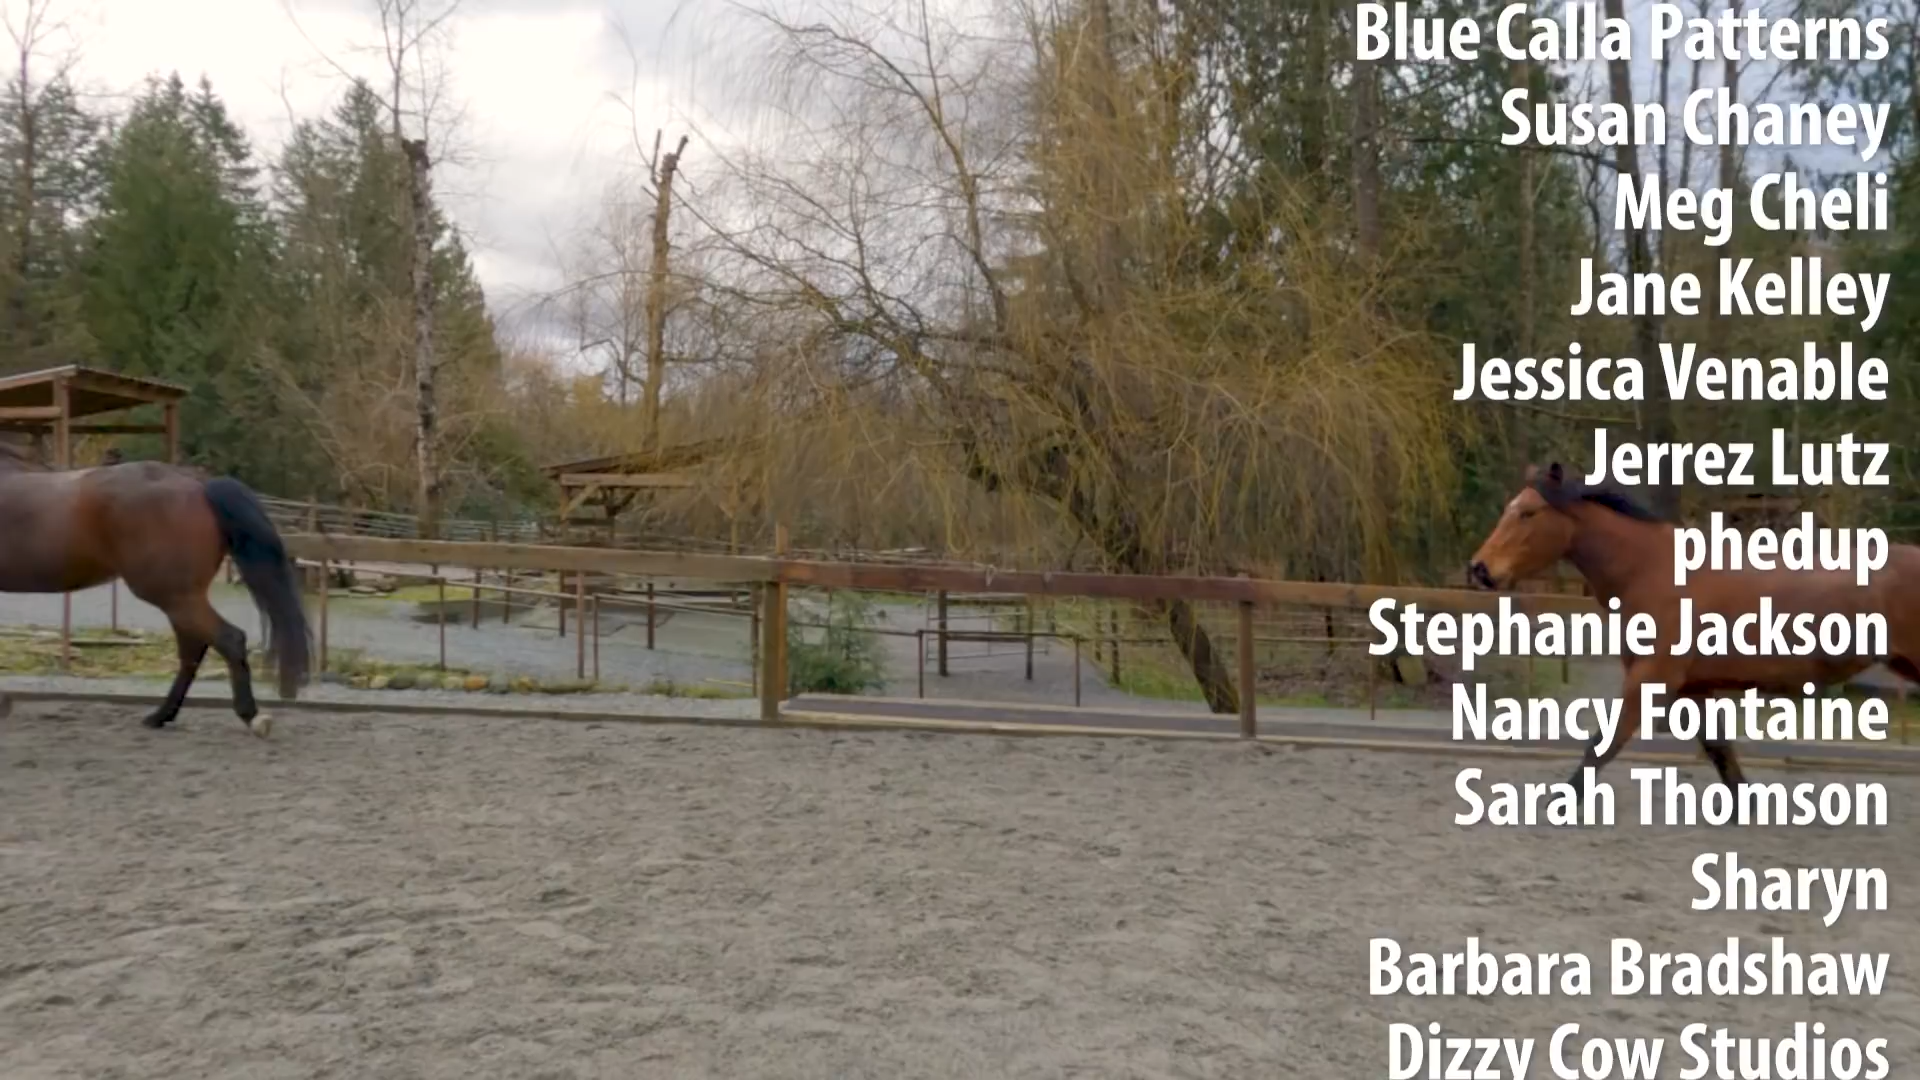 Blue Calla Patterns
Susan Chaney
Meg Cheli
Jane Kelley
Jessica Venable
Jerrez Lutz
phedup
Stephanie Jackson
Nancy Fontaine
Sarah Thomson
Sharyn
Barbara Bradshaw
Dizzy Cow Studios